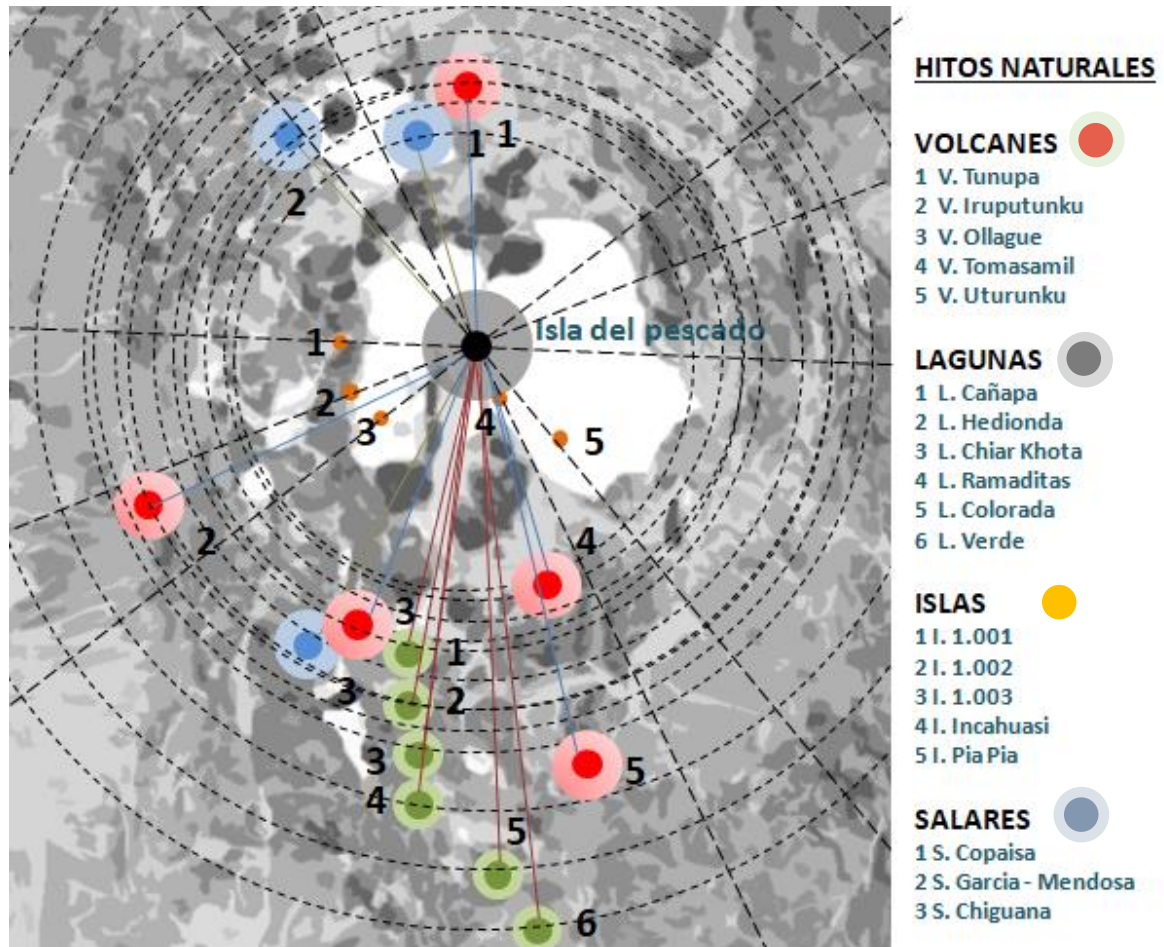 HITOS NATURALES
VOLCANES
1 V. Tunupa
2 V. Iruputunku
3 V. Ollague
4 V. Tomasamil
5 V. Uturunku
LAGUNAS
1 L. Cañapa
2 L. Hedionda
3 L. Chiar Khota
4 L. Ramaditas
5 L. Colorada
6 L. Verde
ISLAS
1 I. 1.001
2 I. 1.002
3 I. 1.003
4 I. Incahuasi
5 I. Pia Pia
SALARES
1 S. Copaisa
2 S. Garcia - Mendosa
3 S. Chiguana
1
1
2
Isla del pescado
1
2
3
4
5
2
4
3
1
3
2
3
4
5
5
6